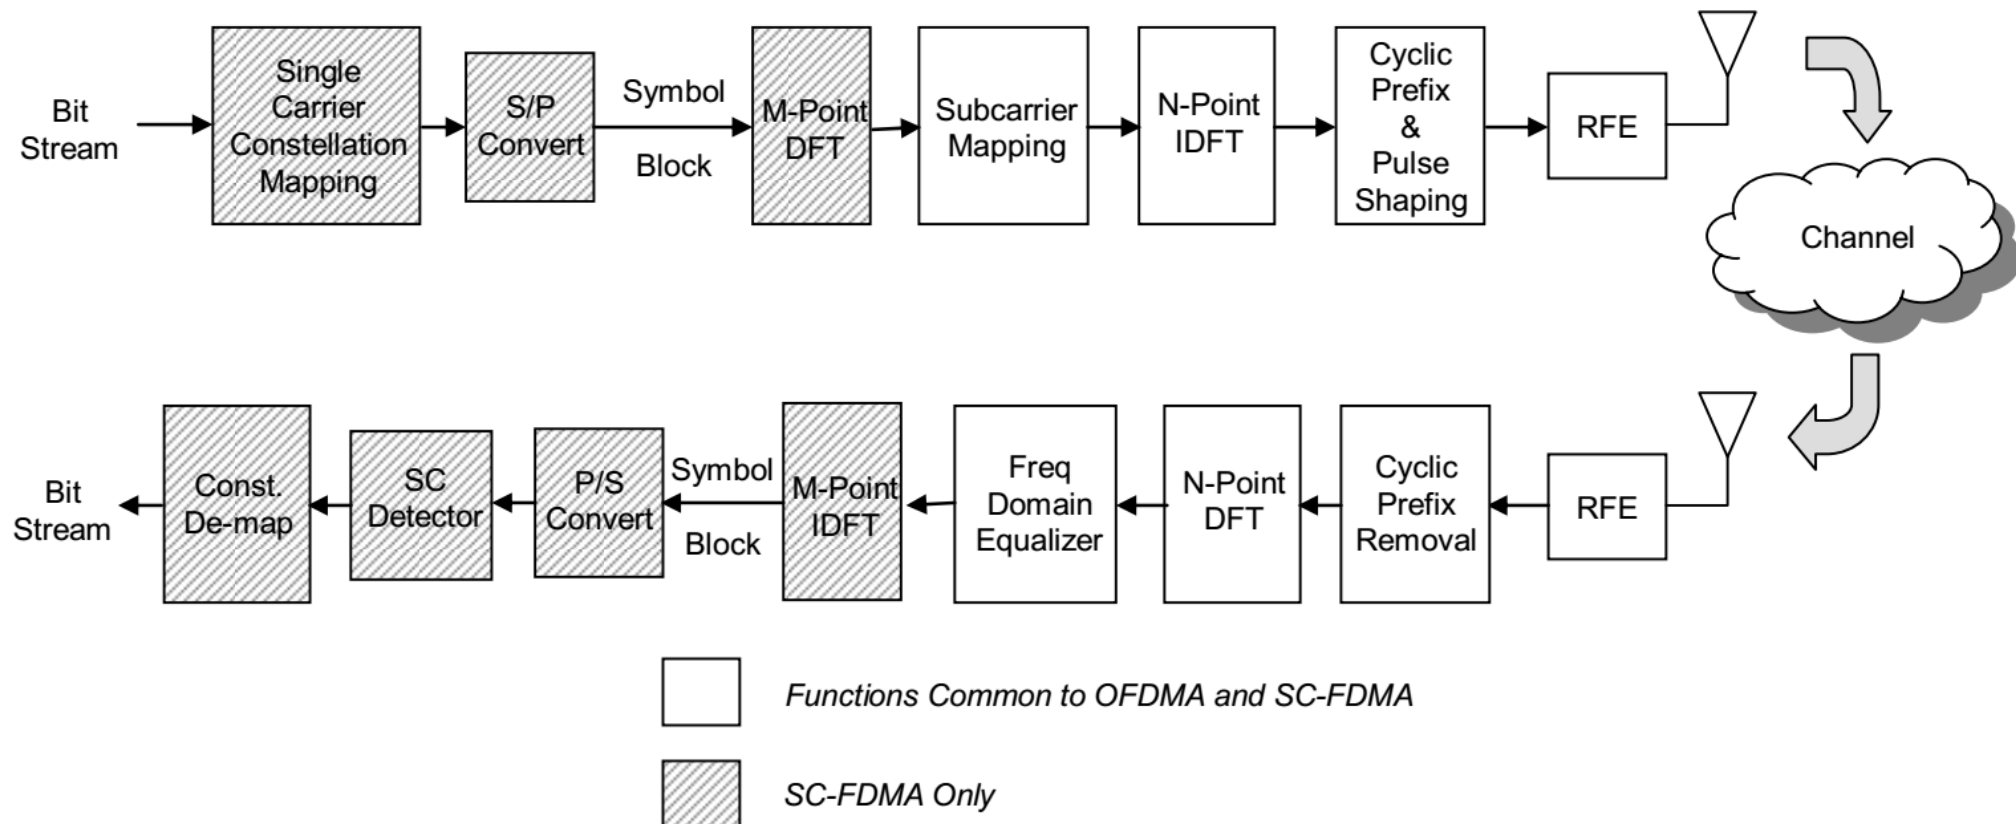 Bit
Stream
Single
Carrier
Constellation
Mapping
S/P
Convert
Symbol
Block
M-Point
DFT
Subcarrier
Mapping
N-Point
IDFT
Cyclic
Prefix
&
Pulse
Shaping
RFE
Channel
Bit
Stream
Const.
De-map
SC
Detector
P/S
Convert
Symbol
Block
M-Point
IDFT
Freq
Domain
Equalizer
N-Point
DFT
Cyclic
Prefix
Removal
RFE
Functions Common to OFDMA and SC-FDMA
SC-FDMA Only